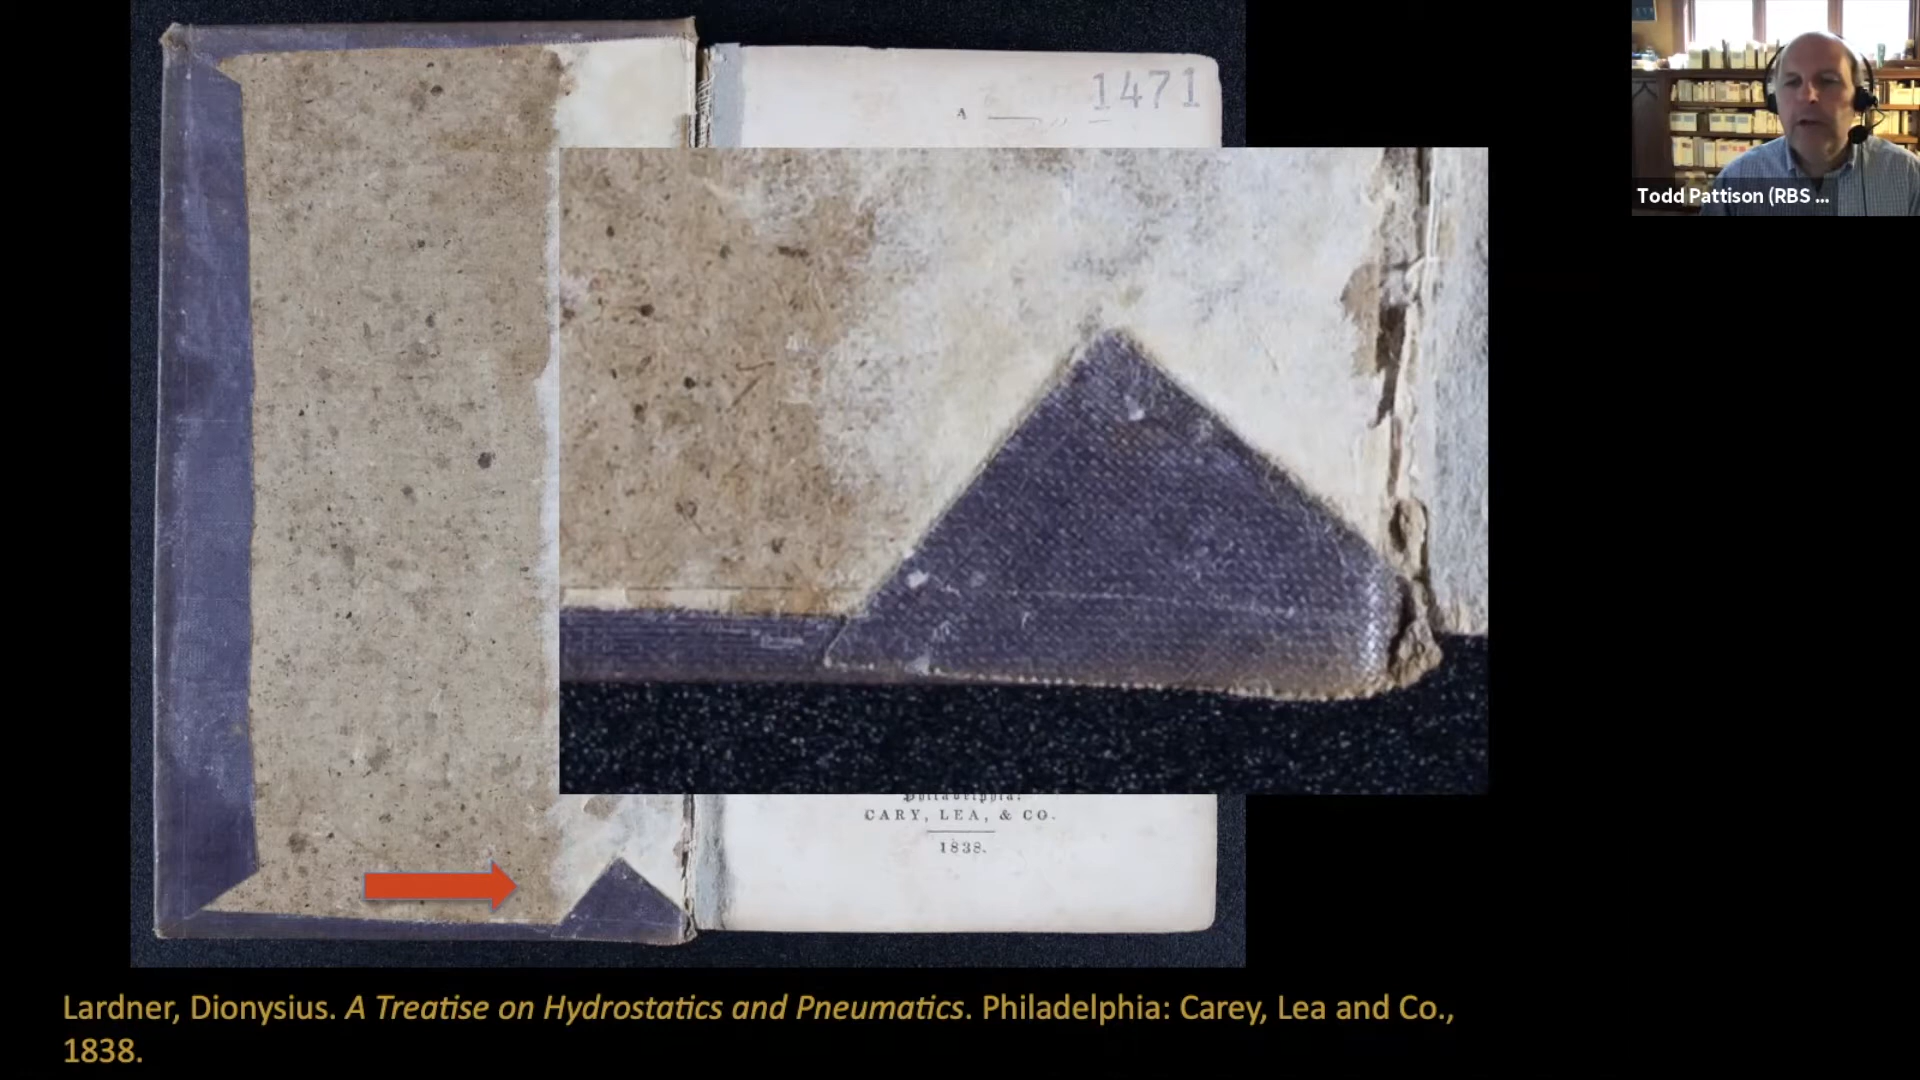 1471
A
Philadelphia:
CARY, LEA, & CO.
1838.
Todd Pattison (RBS ...
Lardner, Dionysius. A Treatise on Hydrostatics and Pneumatics. Philadelphia: Carey, Lea and Co.,
1838.